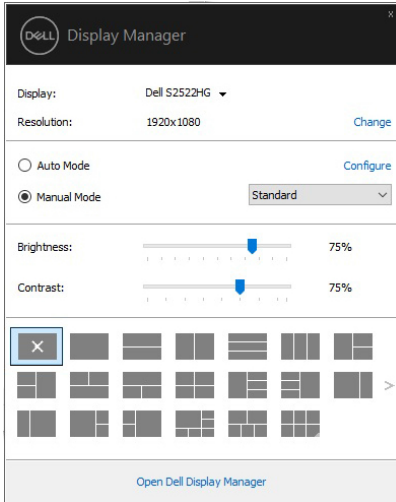 x
DELL Display Manager
Display: Dell S2522HG
Resolution: 1920x1080 Change
Auto Mode Configure
Manual Mode Standard
Brightness: 75%
Contrast: 75%
Open Dell Display Manager